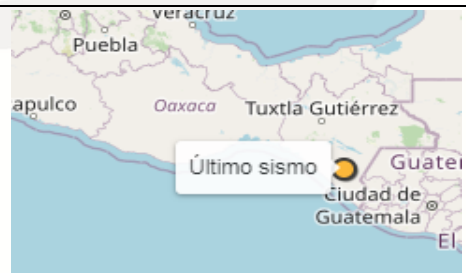 Veracruz
Puebla
apulco
Oaxaca
Tuxtla Gutiérrez
Último sismo
Guate
Ciudad de
Guatemala
El